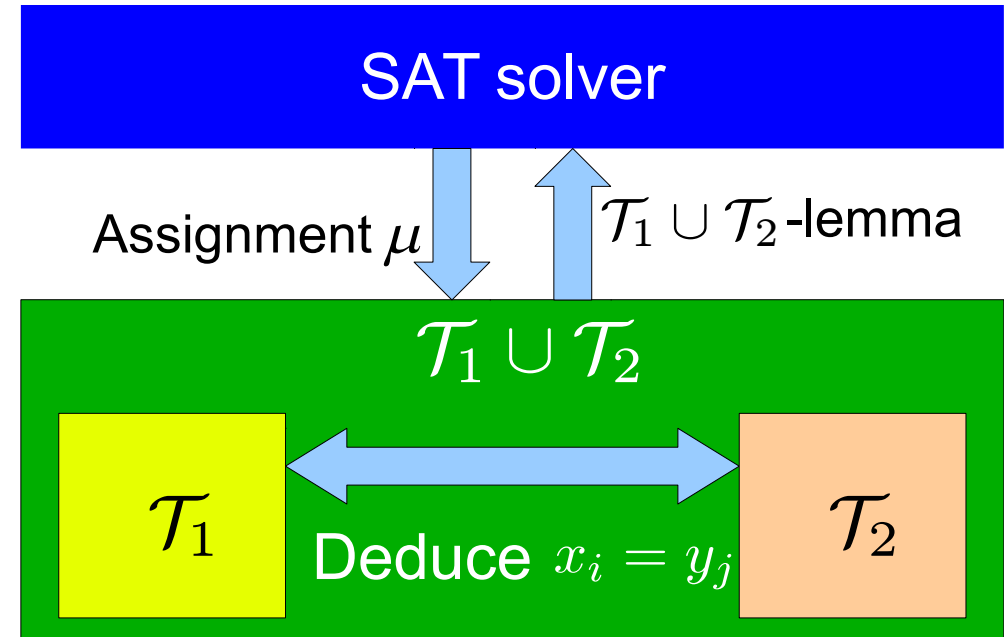 SAT solver
Assignment μ
𝒯₁ ∪ 𝒯₂-lemma
𝒯₁ ∪ 𝒯₂
𝒯₁
𝒯₂
Deduce xᵢ = yⱼ